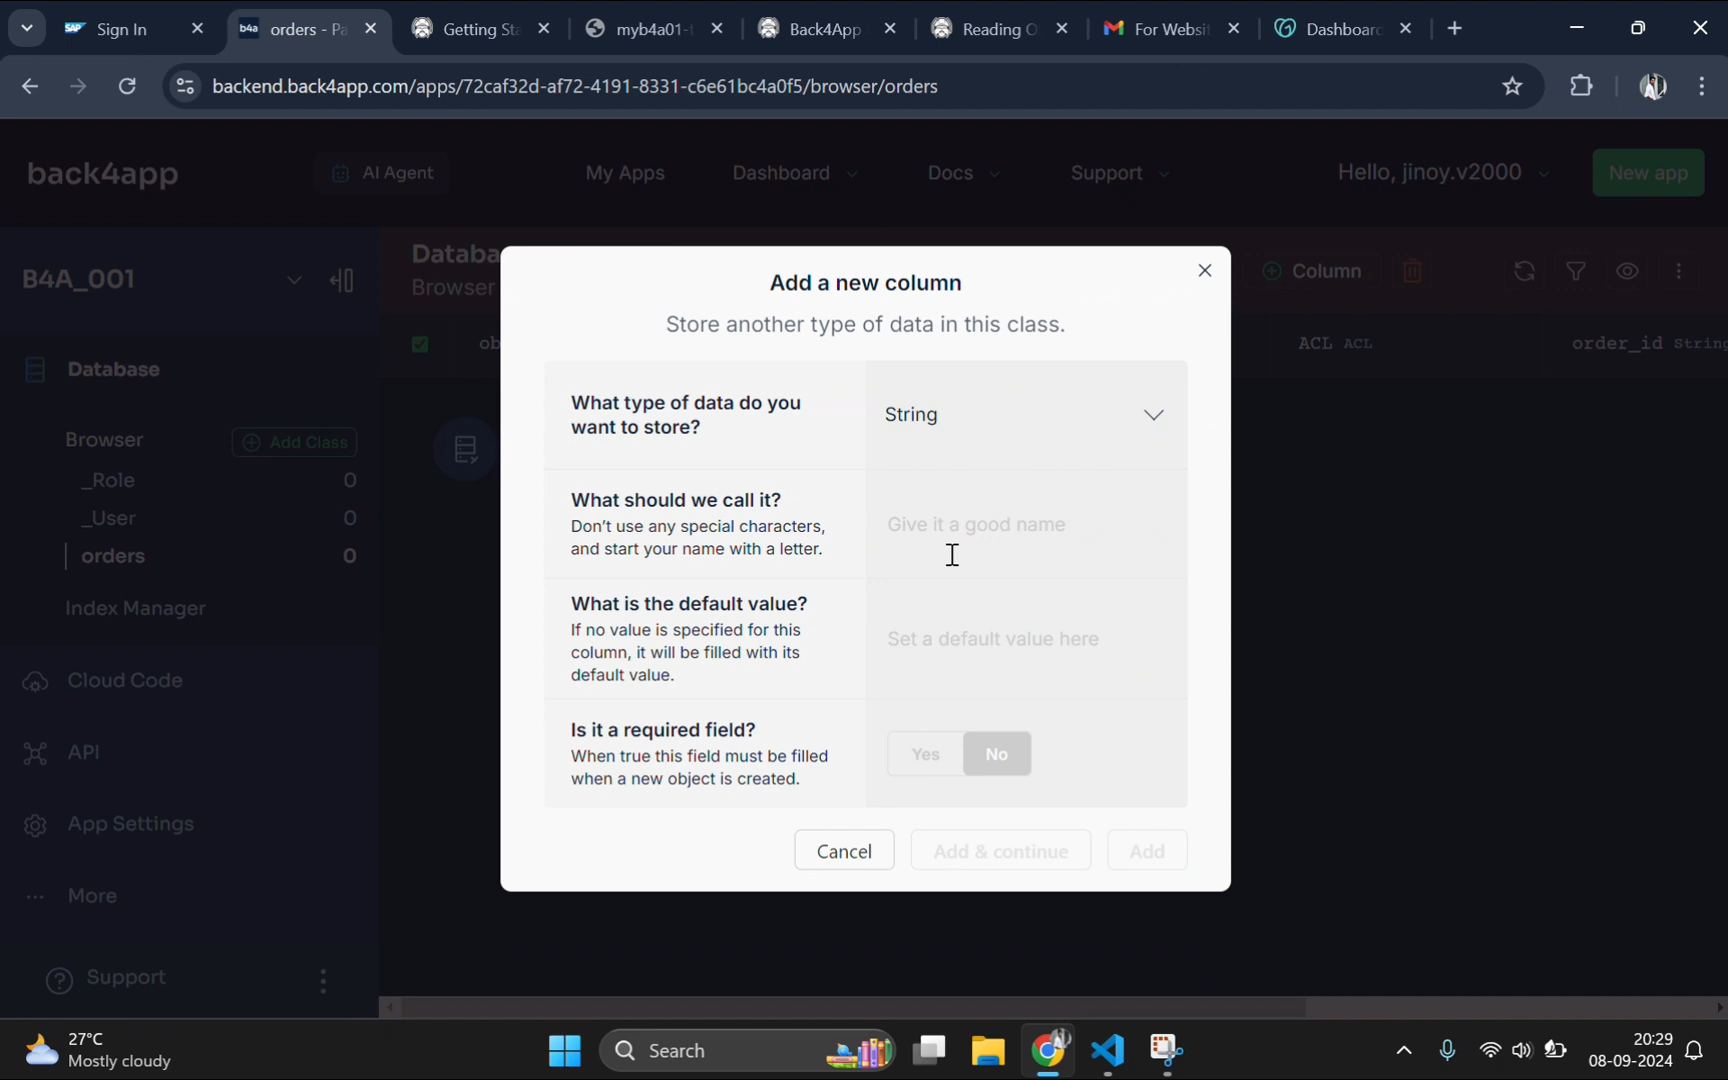 Sign In
orders - Pa
Getting Sta
myb4a01-t
Back4App
Reading O
For Websit
Dashboard
backend.back4app.com/apps/72caf32d-af72-4191-8331-c6e61bc4a0f5/browser/orders
back4app
AI Agent
My Apps
Dashboard
Docs
Support
Hello, jinoy.v2000
New app
B4A_001
Databa
Browser
Column
ob
ACL ACL
order_id String
Database
Browser
Add Class
_Role 0
_User 0
orders 0
Index Manager
Cloud Code
API
App Settings
More
Support
Add a new column
Store another type of data in this class.
What type of data do you
want to store?
String
What should we call it?
Don't use any special characters,
and start your name with a letter.
Give it a good name
What is the default value?
If no value is specified for this
column, it will be filled with its
default value.
Set a default value here
Is it a required field?
When true this field must be filled
when a new object is created.
Yes
No
Cancel
Add & continue
Add
27°C
Mostly cloudy
Search
20:29
08-09-2024